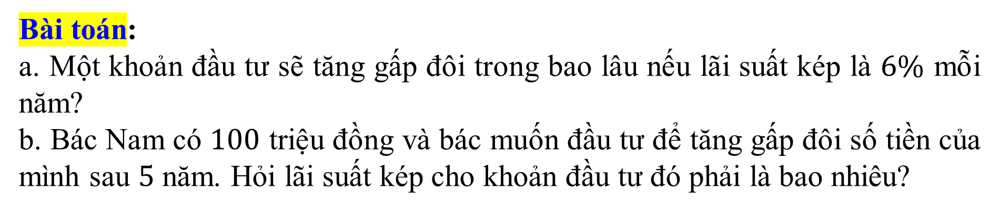 Bài toán:
a. Một khoản đầu tư sẽ tăng gấp đôi trong bao lâu nếu lãi suất kép là 6% mỗi
năm?
b. Bác Nam có 100 triệu đồng và bác muốn đầu tư để tăng gấp đôi số tiền của
mình sau 5 năm. Hỏi lãi suất kép cho khoản đầu tư đó phải là bao nhiêu?